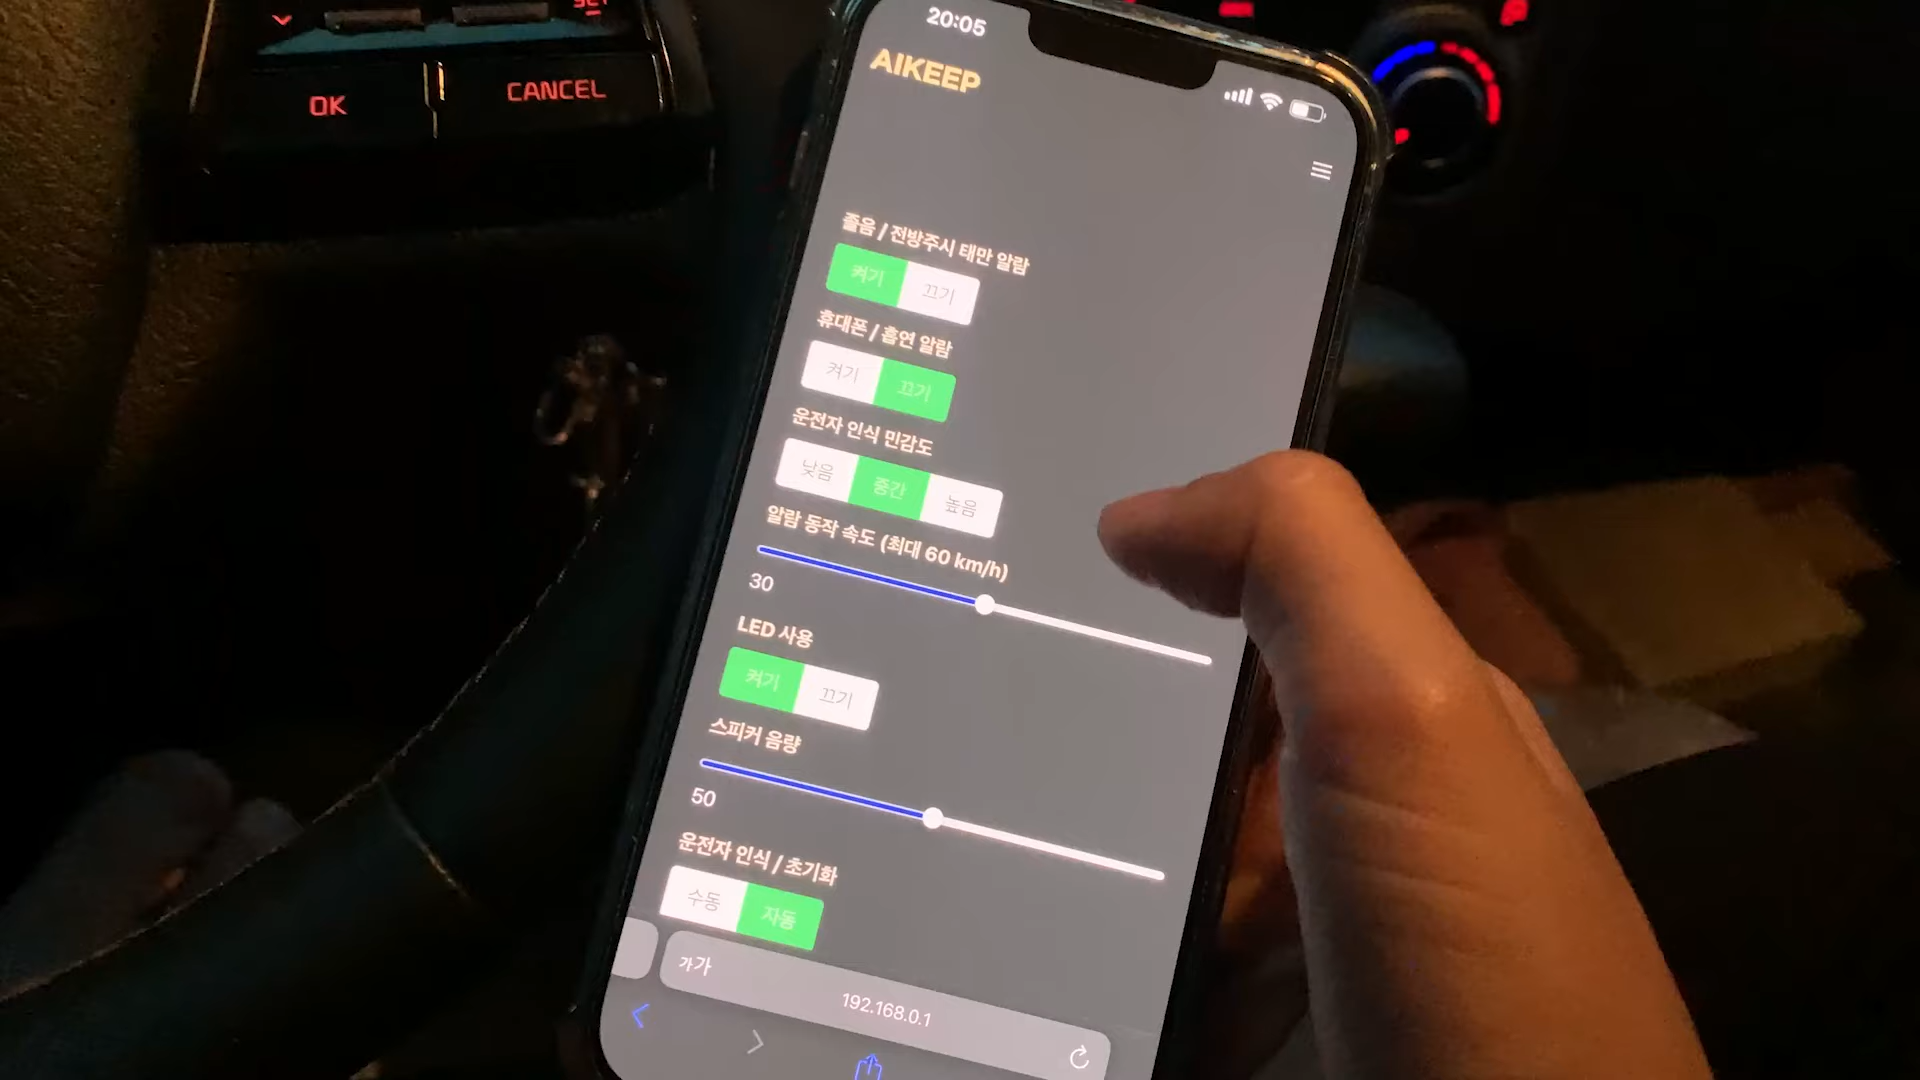 OK
CANCEL
20:05
AIKEEP
졸음 / 전방주시 태만 알람
켜기 끄기
휴대폰 / 흡연 알람
켜기 끄기
운전자 인식 민감도
낮음 중간 높음
알람 동작 속도 (최대 60 km/h)
30
LED 사용
켜기 끄기
스피커 음량
50
운전자 인식 / 초기화
수동 자동
가가
192.168.0.1